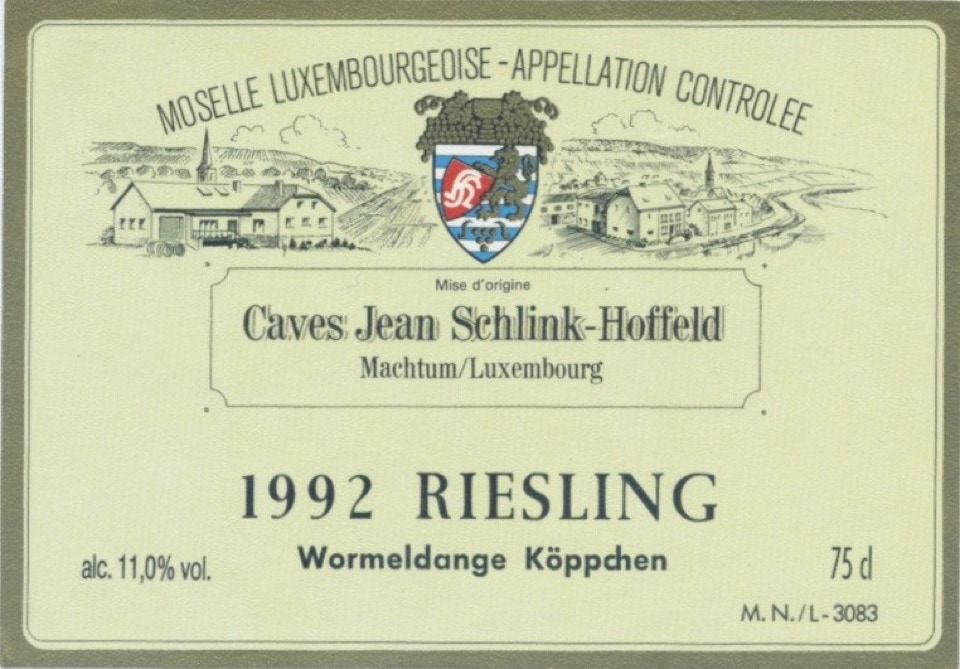 MOSELLE LUXEMBOURGEOISE - APPELLATION CONTROLEE
Mise d'origine
Caves Jean Schlink-Hoffeld
Machtum/Luxembourg
1992 RIESLING
Wormeldange Köppchen
alc. 11,0% vol.
75 cl
M. N./L-3083